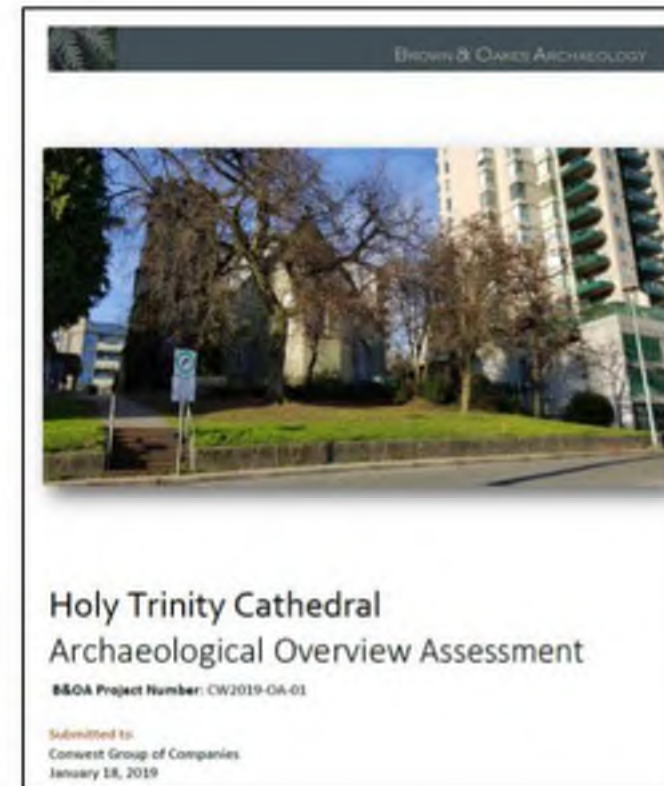 BROWN & OAKES ARCHAEOLOGY
Holy Trinity Cathedral
Archaeological Overview Assessment
B&OA Project Number: CW2019-OA-01
Submitted to:
Conwest Group of Companies
January 18, 2019